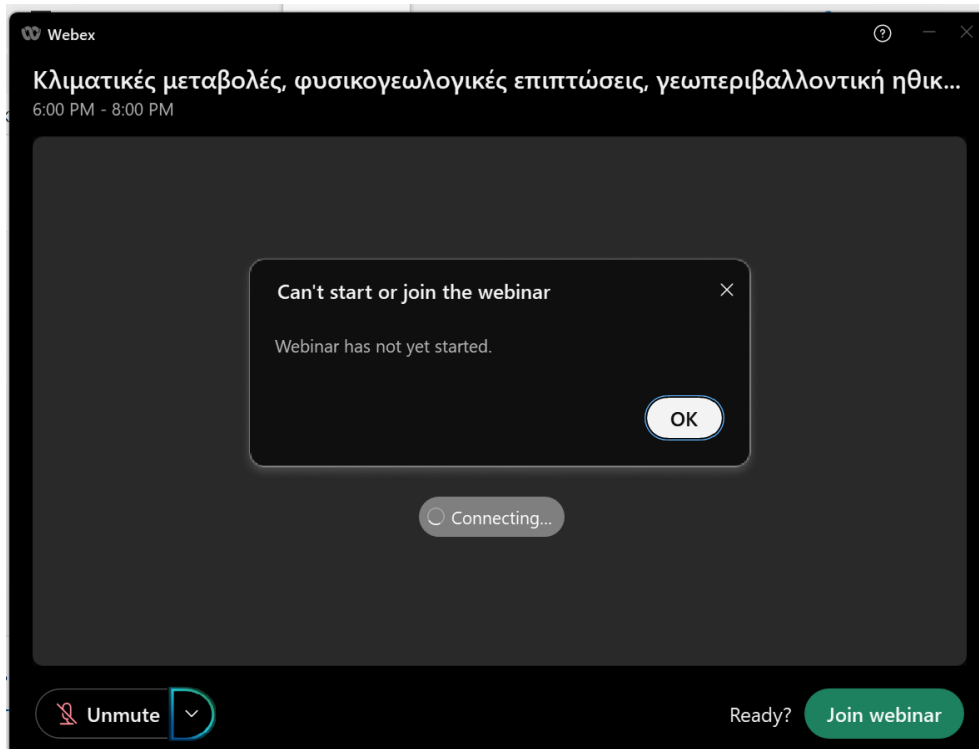 Webex
Κλιματικές μεταβολές, φυσικογεωλογικές επιπτώσεις, γεωπεριβαλλοντική ηθικ...
6:00 PM - 8:00 PM
Can't start or join the webinar
Webinar has not yet started.
OK
Connecting...
Unmute
Ready?
Join webinar